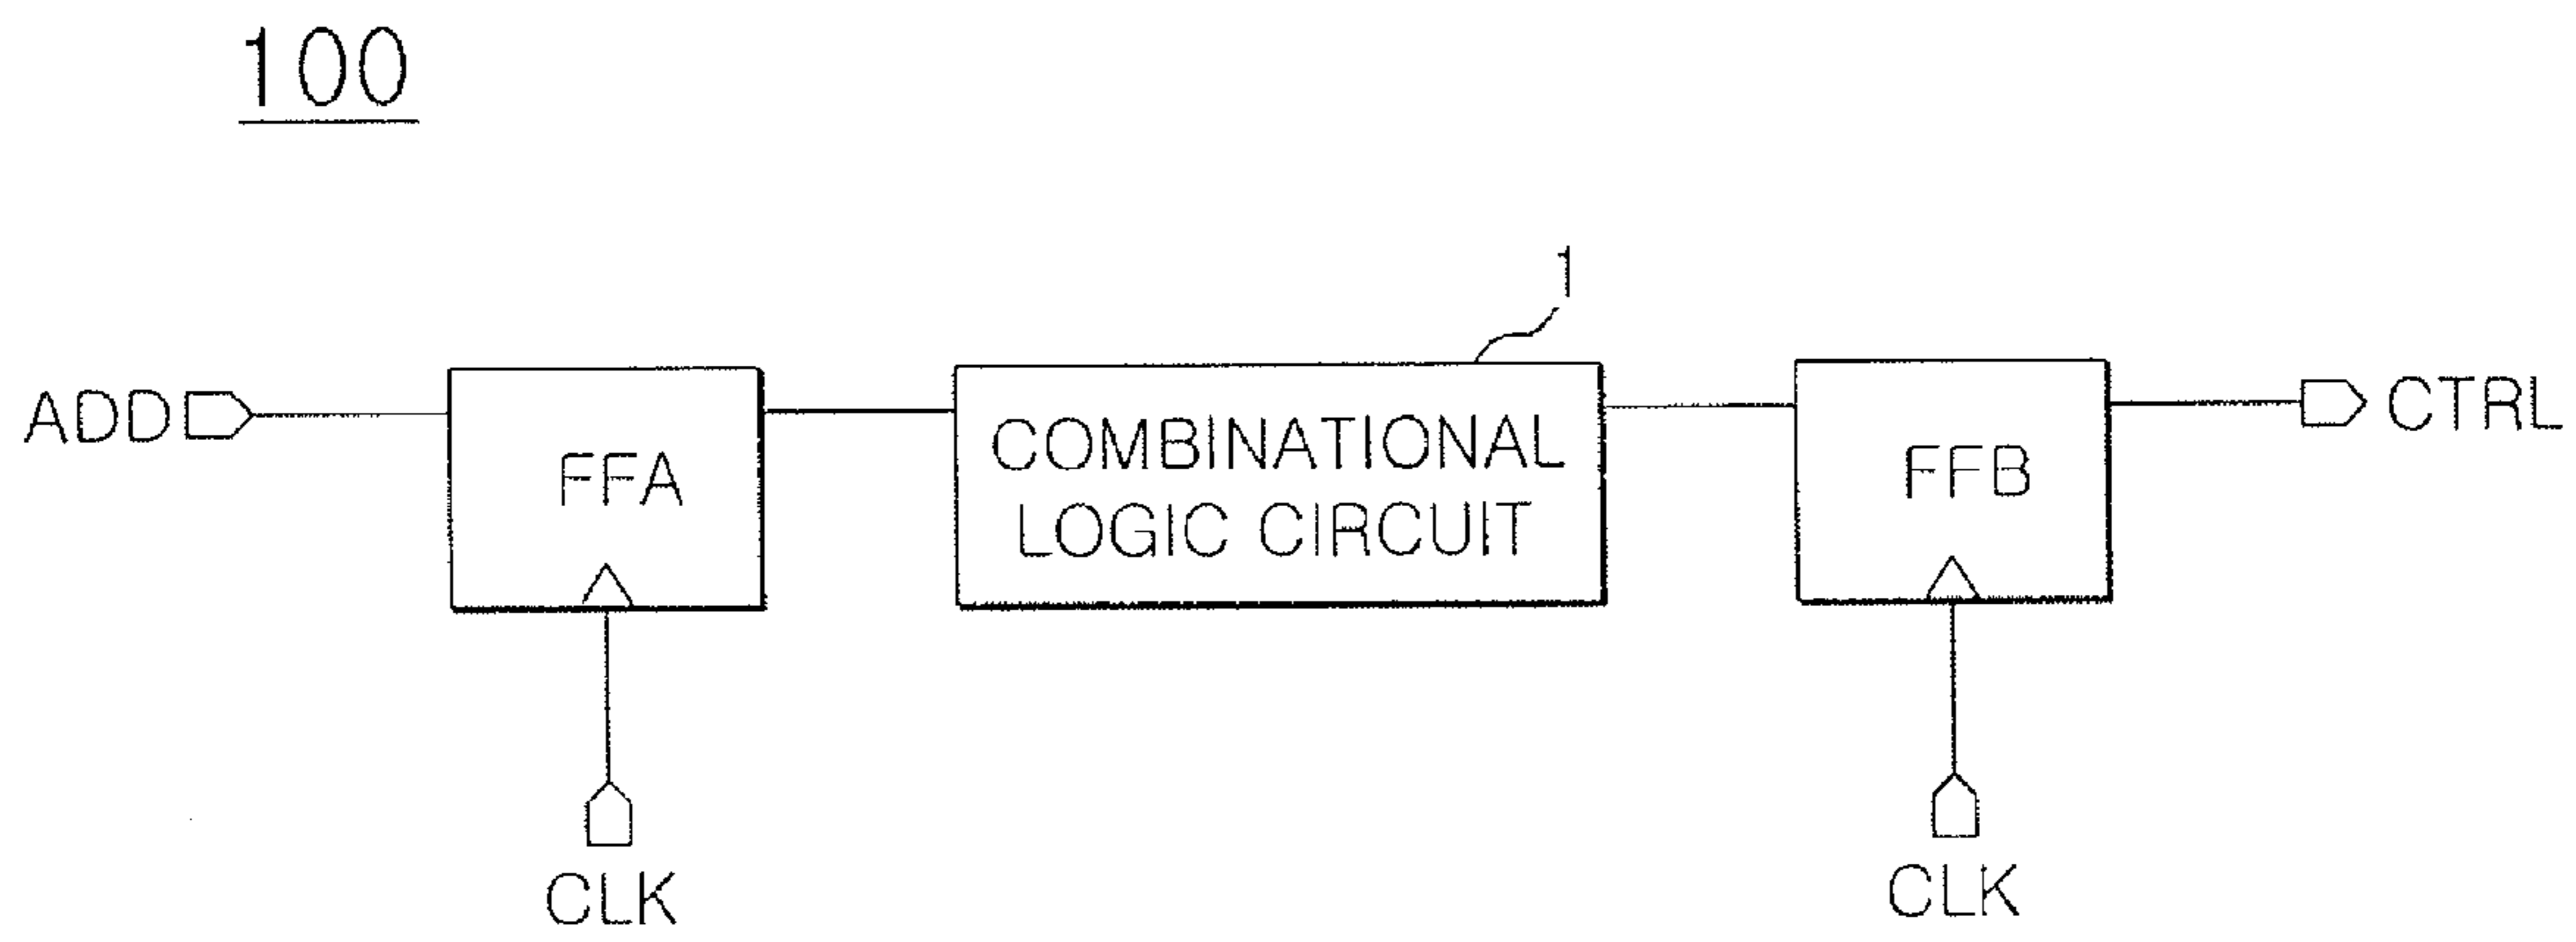 100
1
ADD
FFA
COMBINATIONAL
LOGIC CIRCUIT
FFB
CTRL
CLK
CLK